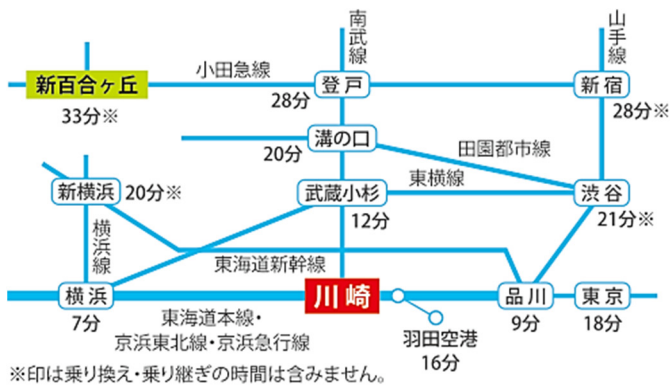 南武線
山手線
小田急線
新百合ヶ丘
登戸
新宿
33分※
28分
28分※
溝の口
20分
田園都市線
新横浜
20分※
武蔵小杉
東横線
渋谷
12分
21分※
横浜線
東海道新幹線
横浜
川崎
品川
東京
7分
東海道本線・
京浜東北線・京浜急行線
羽田空港
16分
9分
18分
※印は乗り換え・乗り継ぎの時間は含みません。